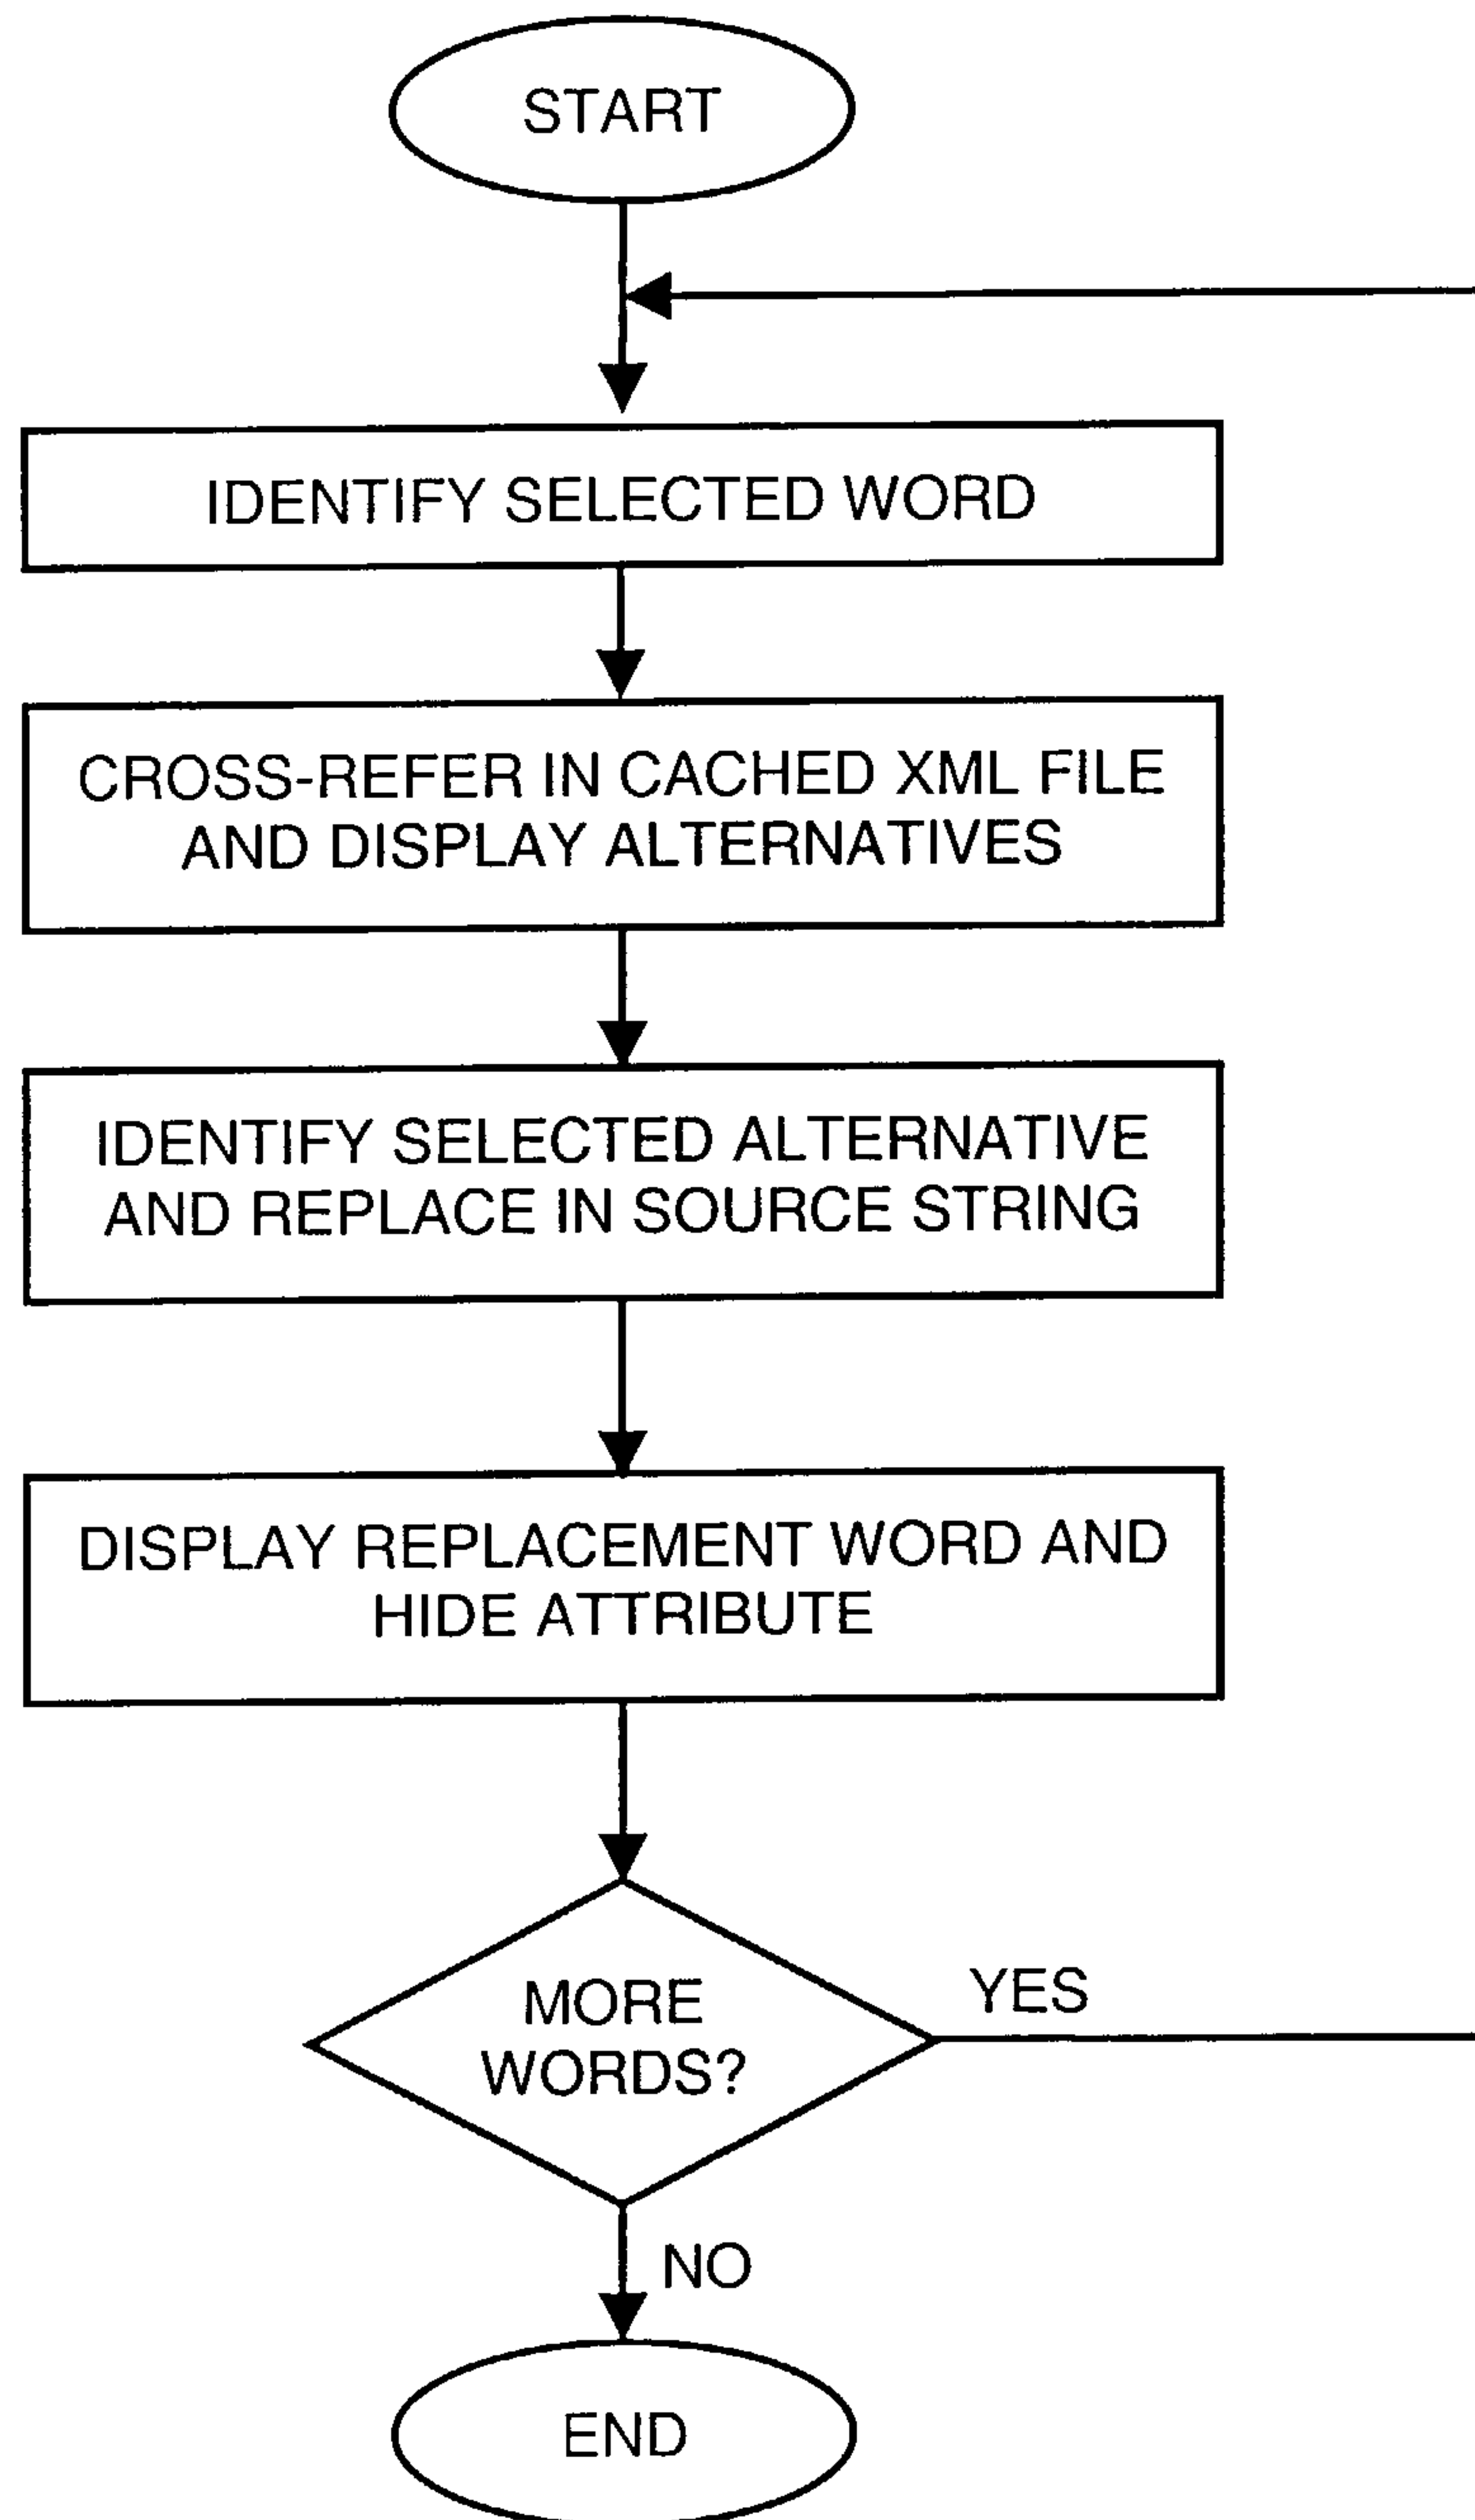 START
IDENTIFY SELECTED WORD
CROSS-REFER IN CACHED XML FILE
AND DISPLAY ALTERNATIVES
IDENTIFY SELECTED ALTERNATIVE
AND REPLACE IN SOURCE STRING
DISPLAY REPLACEMENT WORD AND
HIDE ATTRIBUTE
MORE
WORDS?
YES
NO
END